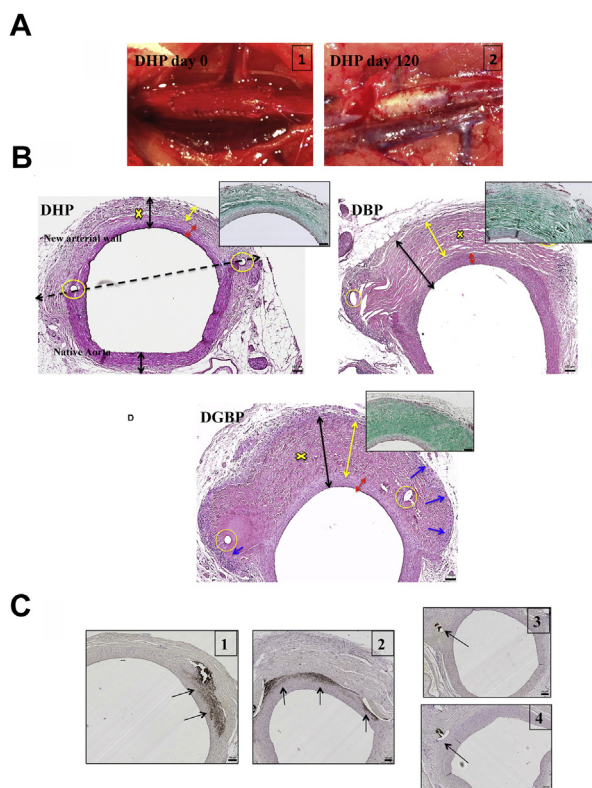 A
DHP day 0
1
DHP day 120
2
B
DHP
New arterial wall
x
Native Aorta
DBP
x
D
DGBP
x
C
1
2
3
4